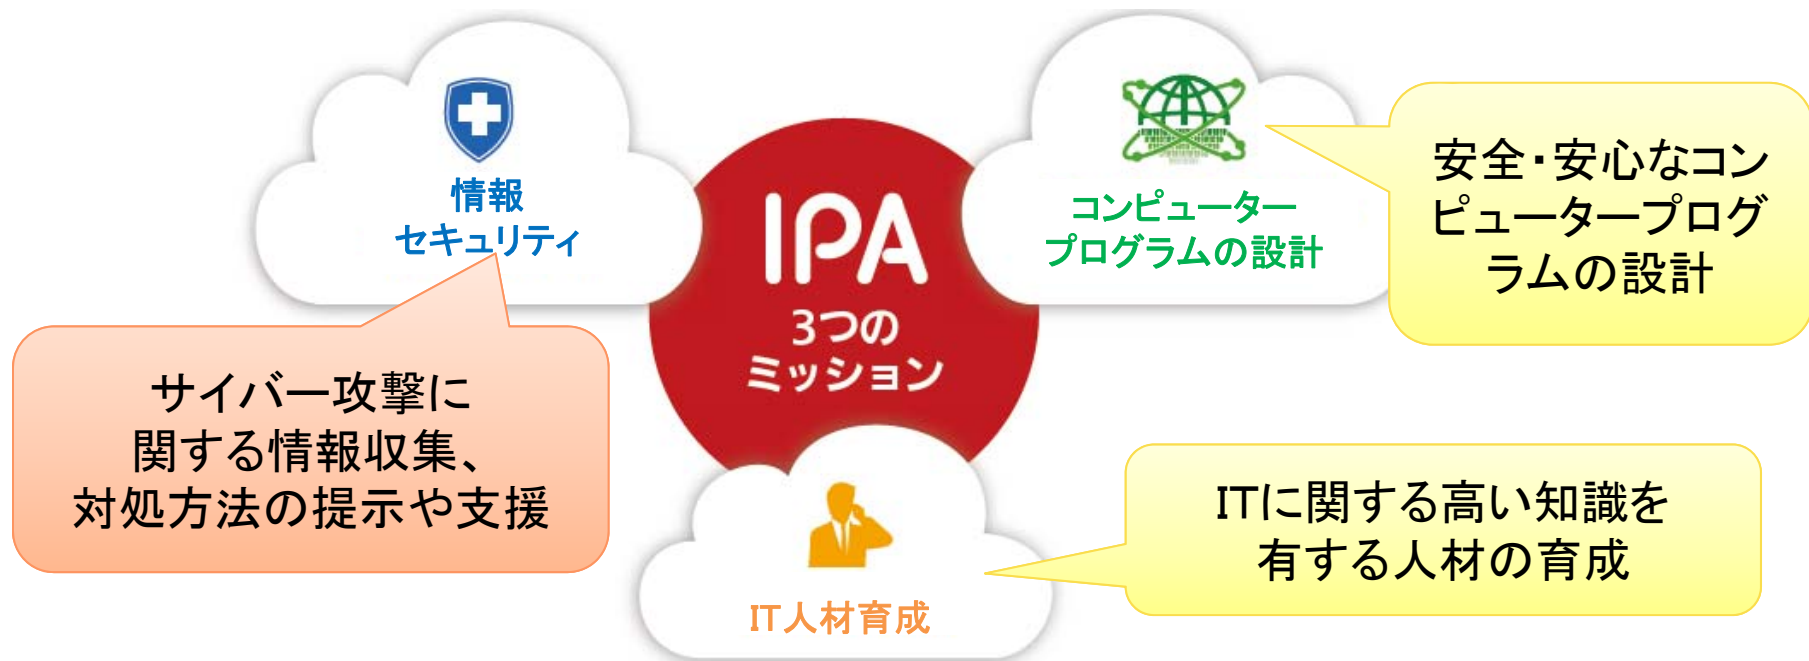 情報
セキュリティ
コンピューター
プログラムの設計
安全・安心なコン
ピュータープログ
ラムの設計
IPA
3つの
ミッション
サイバー攻撃に
関する情報収集、
対処方法の提示や支援
IT人材育成
ITに関する高い知識を
有する人材の育成